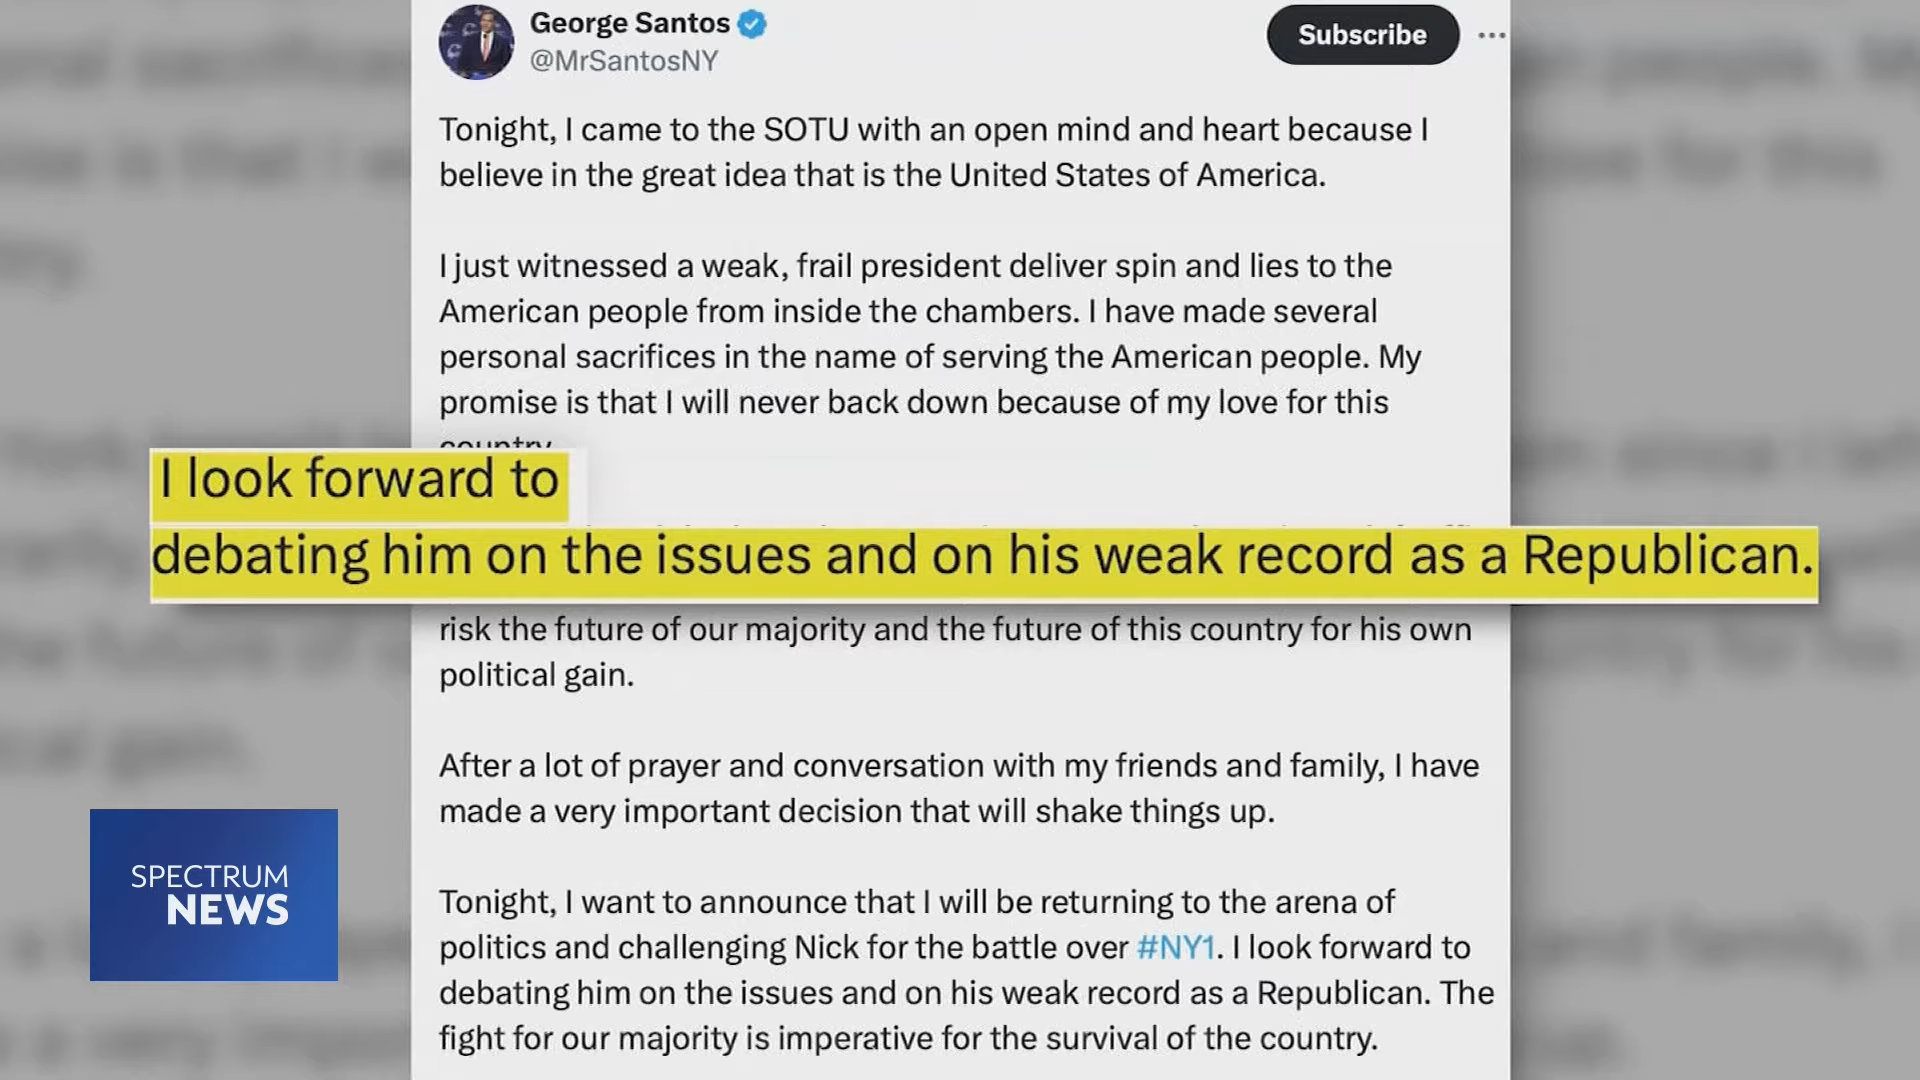 George Santos
@MrSantosNY
Subscribe
Tonight, I came to the SOTU with an open mind and heart because I
believe in the great idea that is the United States of America.
I just witnessed a weak, frail president deliver spin and lies to the
American people from inside the chambers. I have made several
personal sacrifices in the name of serving the American people. My
promise is that I will never back down because of my love for this
country.
I look forward to
debating him on the issues and on his weak record as a Republican.
risk the future of our majority and the future of this country for his own
political gain.
After a lot of prayer and conversation with my friends and family, I have
made a very important decision that will shake things up.
Tonight, I want to announce that I will be returning to the arena of
politics and challenging Nick for the battle over #NY1. I look forward to
debating him on the issues and on his weak record as a Republican. The
fight for our majority is imperative for the survival of the country.
SPECTRUM
NEWS